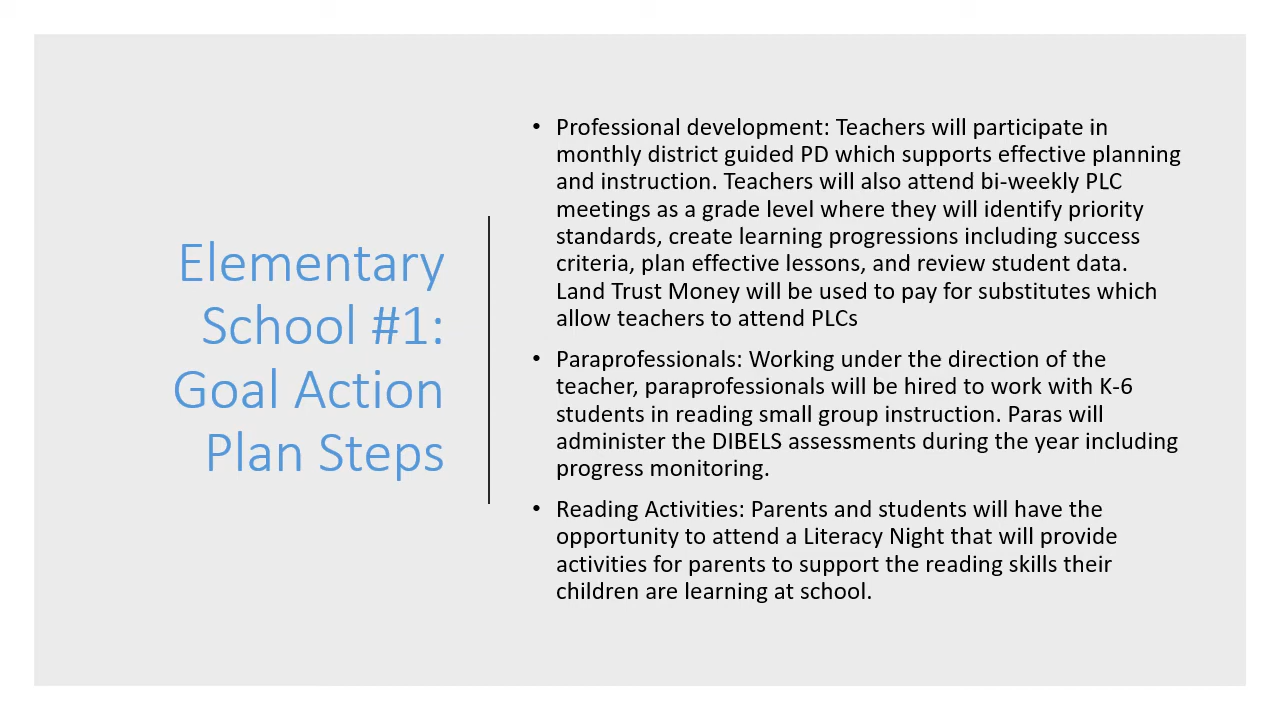 Elementary
School #1:
Goal Action
Plan Steps
• Professional development: Teachers will participate in
monthly district guided PD which supports effective planning
and instruction. Teachers will also attend bi-weekly PLC
meetings as a grade level where they will identify priority
standards, create learning progressions including success
criteria, plan effective lessons, and review student data.
Land Trust Money will be used to pay for substitutes which
allow teachers to attend PLCs
• Paraprofessionals: Working under the direction of the
teacher, paraprofessionals will be hired to work with K-6
students in reading small group instruction. Paras will
administer the DIBELS assessments during the year including
progress monitoring.
• Reading Activities: Parents and students will have the
opportunity to attend a Literacy Night that will provide
activities for parents to support the reading skills their
children are learning at school.